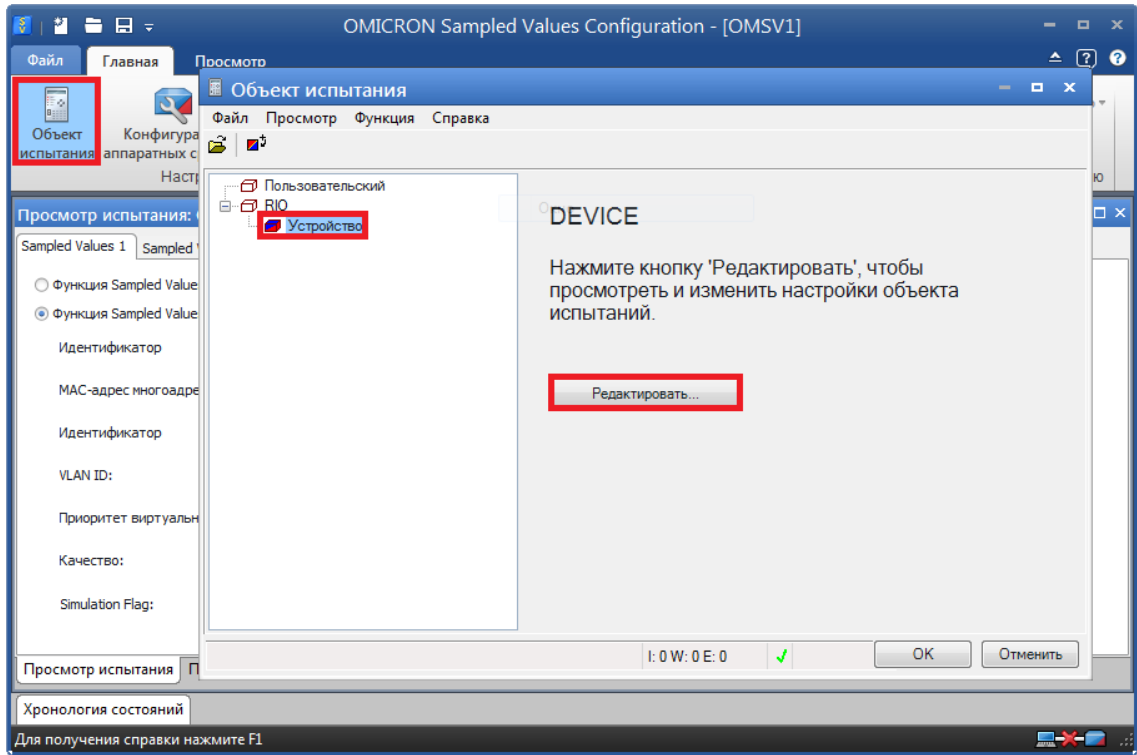 OMICRON Sampled Values Configuration - [OMSV1]
Файл Главная Просмотр
Объект испытания
Конфигура
аппаратных с
Настр
Объект испытания
Файл Просмотр Функция Справка
Пользовательский
RIO
Устройство
DEVICE
Нажмите кнопку 'Редактировать', чтобы
просмотреть и изменить настройки объекта
испытаний.
Редактировать...
I: 0 W: 0 E: 0
OK
Отменить
Просмотр испытания:
Sampled Values 1 Sampled
Функция Sampled Value
Функция Sampled Value
Идентификатор
MAC-адрес многоадре
Идентификатор
VLAN ID:
Приоритет виртуальн
Качество:
Simulation Flag:
Просмотр испытания П
Хронология состояний
Для получения справки нажмите F1